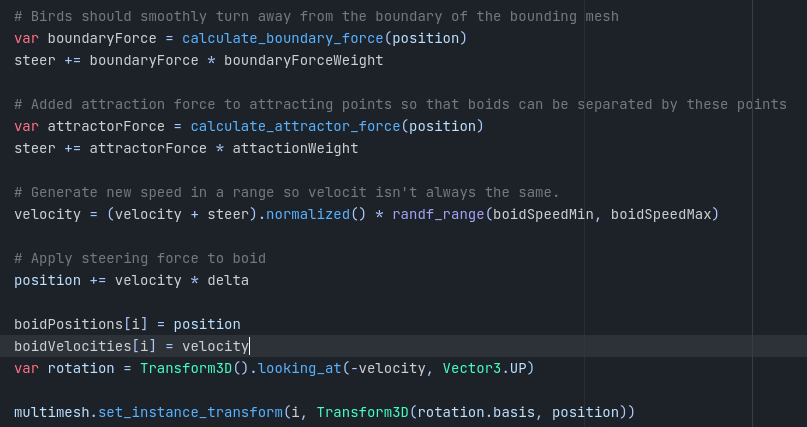 # Birds should smoothly turn away from the boundary of the bounding mesh
var boundaryForce = calculate_boundary_force(position)
steer += boundaryForce * boundaryForceWeight
# Added attraction force to attracting points so that boids can be separated by these points
var attractorForce = calculate_attractor_force(position)
steer += attractorForce * attactionWeight
# Generate new speed in a range so velocit isn't always the same.
velocity = (velocity + steer).normalized() * randf_range(boidSpeedMin, boidSpeedMax)
# Apply steering force to boid
position += velocity * delta
boidPositions[i] = position
boidVelocities[i] = velocity
var rotation = Transform3D().looking_at(-velocity, Vector3.UP)
multimesh.set_instance_transform(i, Transform3D(rotation.basis, position))